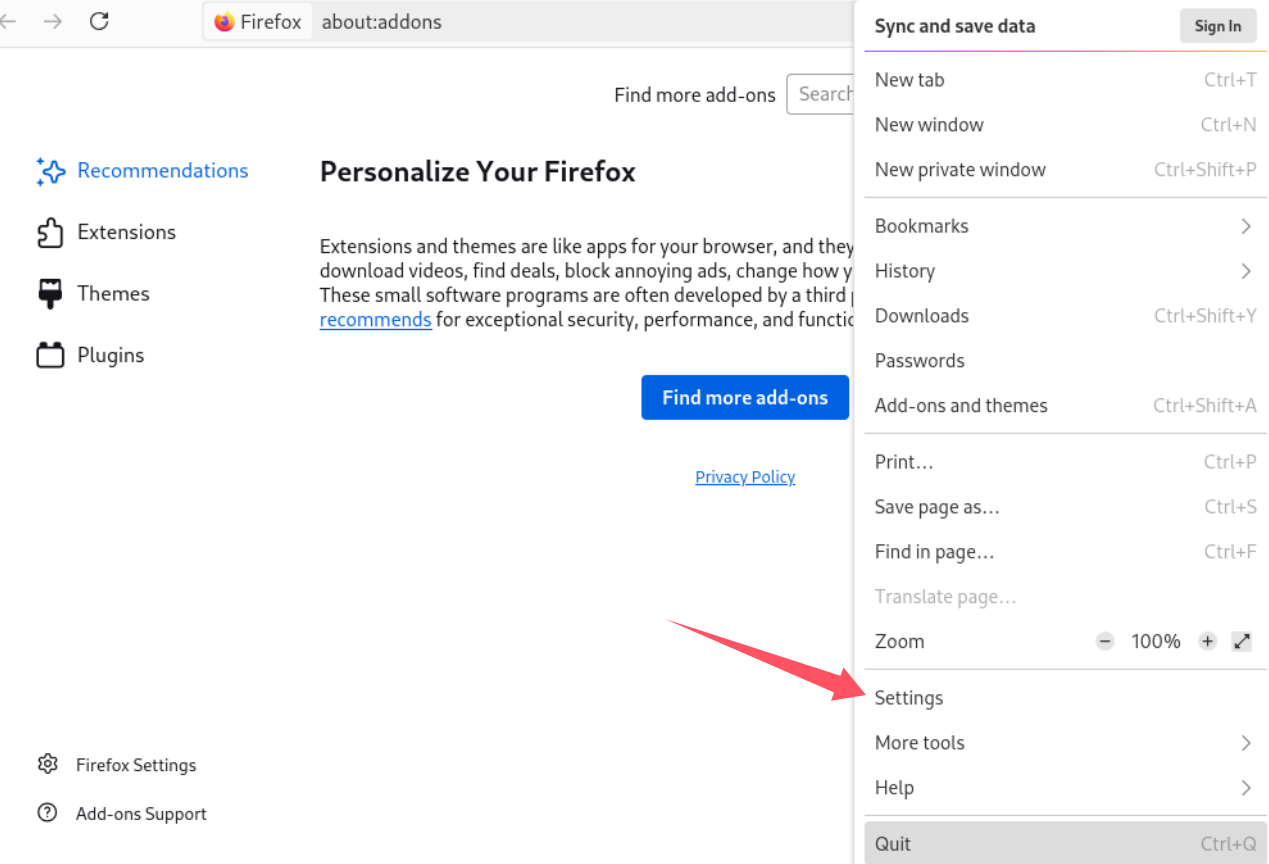 Firefox about:addons
Find more add-ons Search
Recommendations
Extensions
Themes
Plugins
Personalize Your Firefox
Extensions and themes are like apps for your browser, and they
download videos, find deals, block annoying ads, change how y
These small software programs are often developed by a third p
recommends for exceptional security, performance, and functio
Find more add-ons
Privacy Policy
Firefox Settings
Add-ons Support
Sync and save data Sign In
New tab Ctrl+T
New window Ctrl+N
New private window Ctrl+Shift+P
Bookmarks
History
Downloads Ctrl+Shift+Y
Passwords
Add-ons and themes Ctrl+Shift+A
Print… Ctrl+P
Save page as… Ctrl+S
Find in page… Ctrl+F
Translate page…
Zoom − 100% +
Settings
More tools
Help
Quit Ctrl+Q